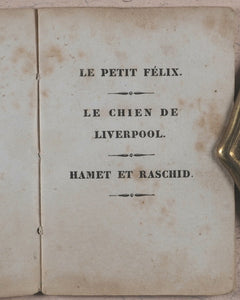 LE PETIT FÉLIX.
LE CHIEN DE
LIVERPOOL.
HAMET ET RASCHID.